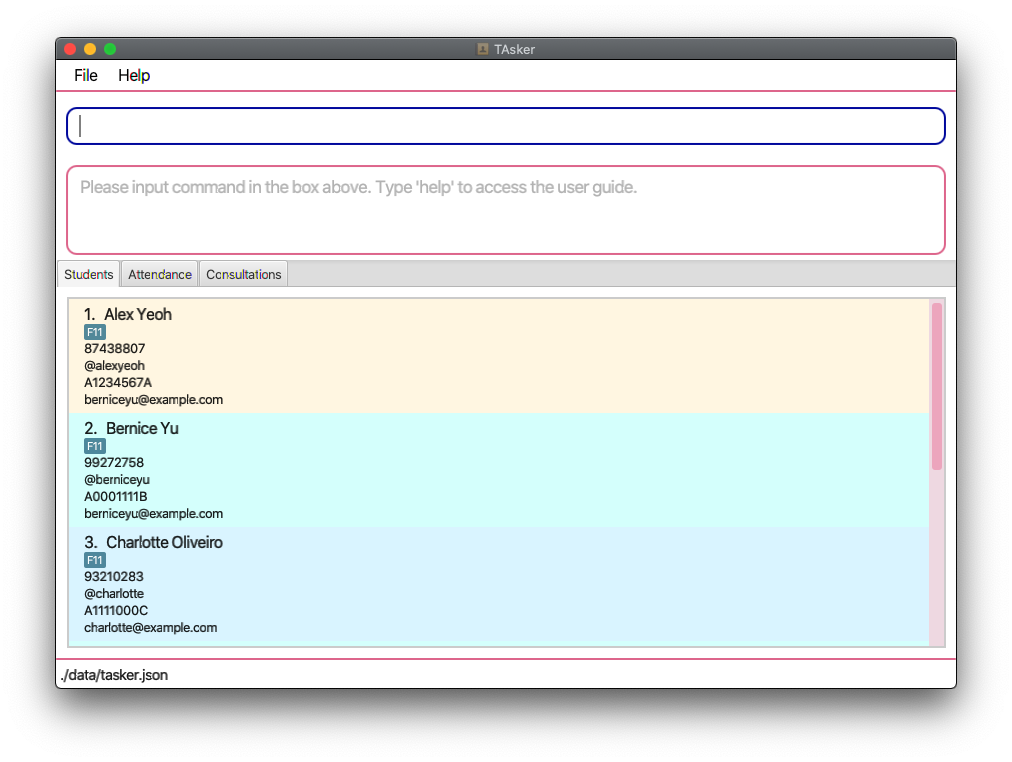 TAsker
File Help
Please input command in the box above. Type 'help' to access the user guide.
Students Attendance Consultations
1. Alex Yeoh
F11
87438807
@alexyeoh
A1234567A
berniceyu@example.com
2. Bernice Yu
F11
99272758
@berniceyu
A0001111B
berniceyu@example.com
3. Charlotte Oliveiro
F11
93210283
@charlotte
A1111000C
charlotte@example.com
./data/tasker.json